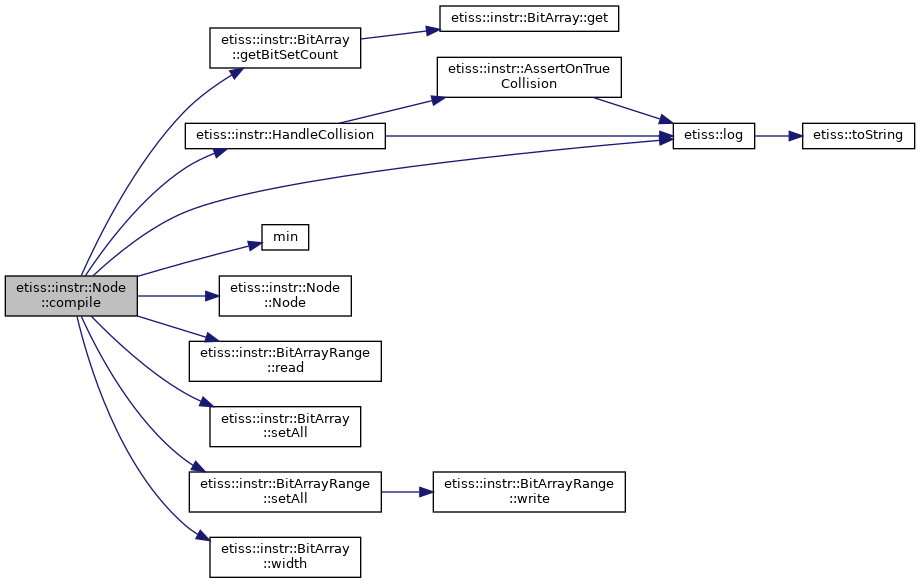 etiss::instr::BitArray::get
etiss::instr::BitArray
::getBitSetCount
etiss::instr::AssertOnTrue
Collision
etiss::instr::HandleCollision
etiss::log
etiss::toString
min
etiss::instr::Node
::compile
etiss::instr::Node
::Node
etiss::instr::BitArrayRange
::read
etiss::instr::BitArray
::setAll
etiss::instr::BitArrayRange
::setAll
etiss::instr::BitArrayRange
::write
etiss::instr::BitArray
::width